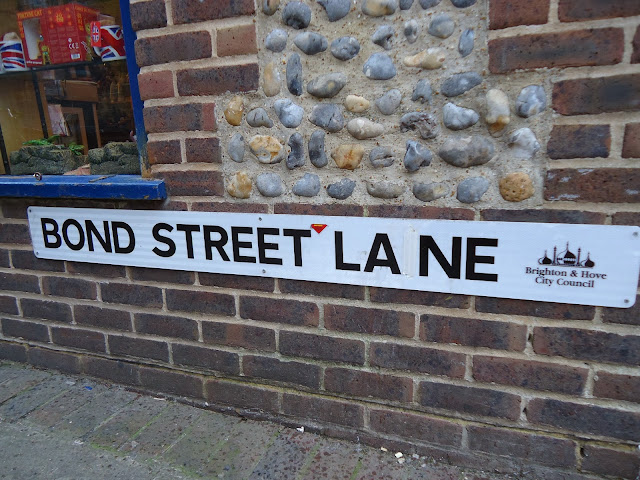 BOND STREET LANE
Brighton & Hove
City Council